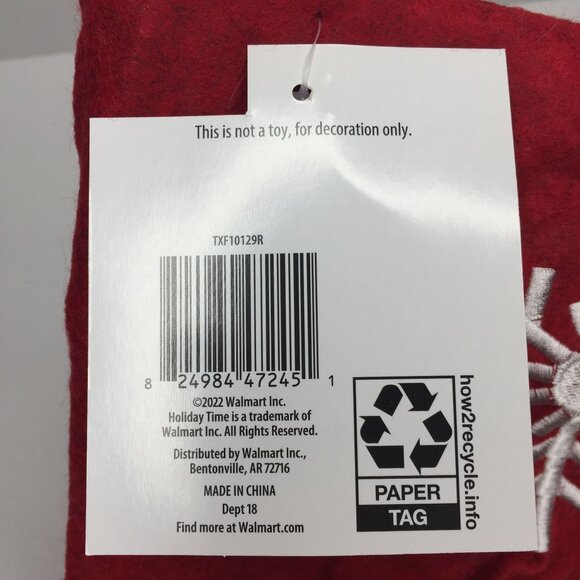 This is not a toy, for decoration only.
TXF10129R
8 24984 47245 1
©2022 Walmart Inc.
Holiday Time is a trademark of
Walmart Inc. All Rights Reserved.
Distributed by Walmart Inc.,
Bentonville, AR 72716
MADE IN CHINA
Dept 18
Find more at Walmart.com
PAPER
TAG
how2recycle.info